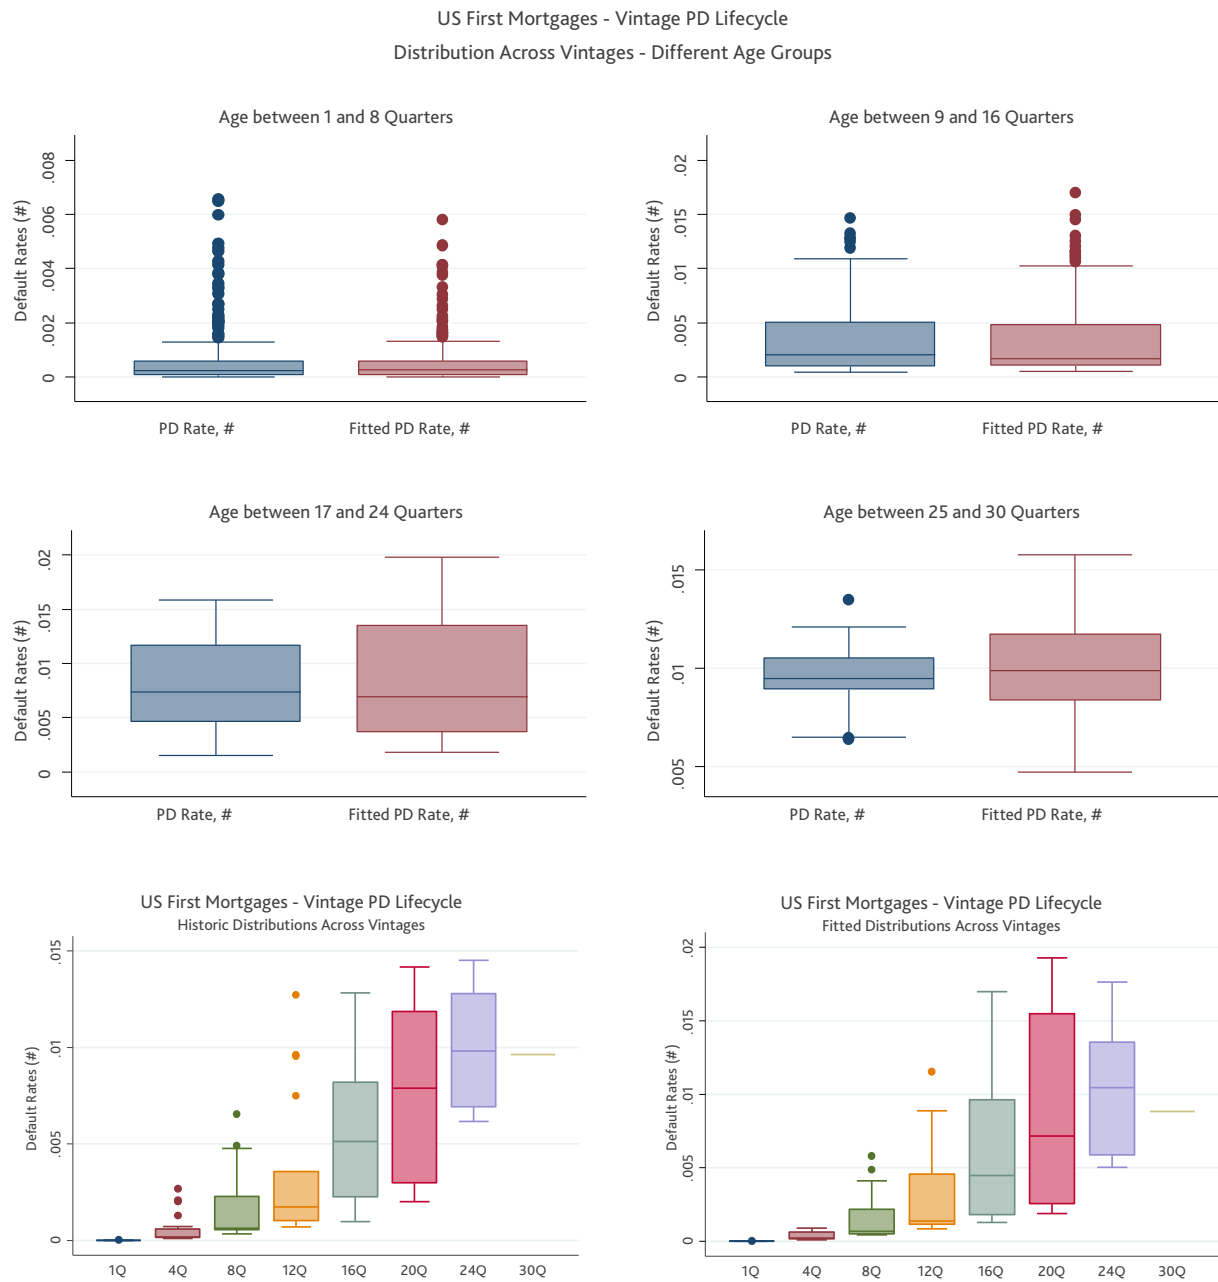 US First Mortgages - Vintage PD Lifecycle
Distribution Across Vintages - Different Age Groups
Age between 1 and 8 Quarters
Default Rates (#)
.008
.006
.004
.002
0
PD Rate, #
Fitted PD Rate, #
Age between 9 and 16 Quarters
Default Rates (#)
.02
.015
.01
.005
0
PD Rate, #
Fitted PD Rate, #
Age between 17 and 24 Quarters
Default Rates (#)
.02
.015
.01
.005
0
PD Rate, #
Fitted PD Rate, #
Age between 25 and 30 Quarters
Default Rates (#)
.015
.01
.005
PD Rate, #
Fitted PD Rate, #
US First Mortgages - Vintage PD Lifecycle
Historic Distributions Across Vintages
Default Rates (#)
.015
.01
.005
0
1Q 4Q 8Q 12Q 16Q 20Q 24Q 30Q
US First Mortgages - Vintage PD Lifecycle
Fitted Distributions Across Vintages
Default Rates (#)
.02
.015
.01
.005
0
1Q 4Q 8Q 12Q 16Q 20Q 24Q 30Q